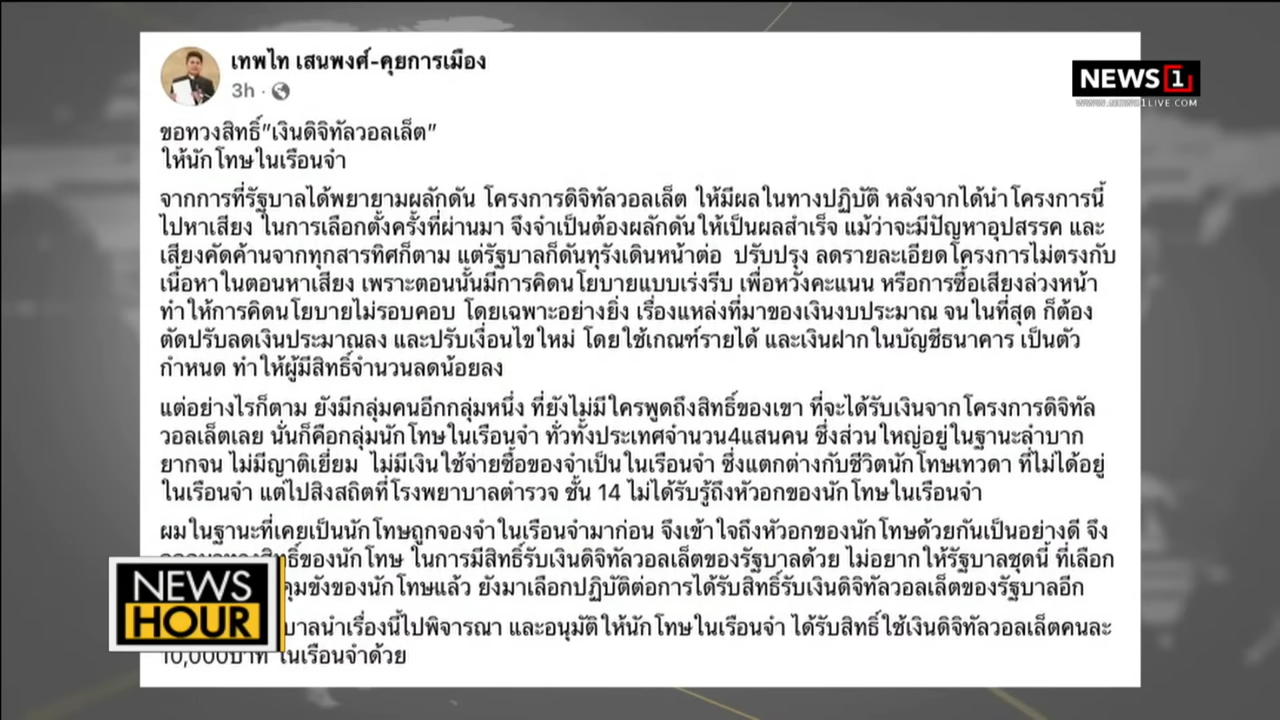 เทพไท เสนพงศ์-คุยการเมือง
3h ·
NEWS 1
WWW.NEWS1LIVE.COM
ขอทวงสิทธิ์"เงินดิจิทัลวอลเล็ต"
ให้นักโทษในเรือนจำ
จากการที่รัฐบาลได้พยายามผลักดัน โครงการดิจิทัลวอลเล็ต ให้มีผลในทางปฏิบัติ หลังจากได้นำโครงการนี้
ไปหาเสียง ในการเลือกตั้งครั้งที่ผ่านมา จึงจำเป็นต้องผลักดันให้เป็นผลสำเร็จ แม้ว่าจะมีปัญหาอุปสรรค และ
เสียงคัดค้านจากทุกสารทิศก็ตาม แต่รัฐบาลก็ดันทุรังเดินหน้าต่อ ปรับปรุง ลดรายละเอียดโครงการไม่ตรงกับ
เนื้อหาในตอนหาเสียง เพราะตอนนั้นมีการคิดนโยบายแบบเร่งรีบ เพื่อหวังคะแนน หรือการซื้อเสียงล่วงหน้า
ทำให้การคิดนโยบายไม่รอบคอบ โดยเฉพาะอย่างยิ่ง เรื่องแหล่งที่มาของเงินงบประมาณ จนในที่สุด ก็ต้อง
ตัดปรับลดเงินประมาณลง และปรับเงื่อนไขใหม่ โดยใช้เกณฑ์รายได้ และเงินฝากในบัญชีธนาคาร เป็นตัว
กำหนด ทำให้ผู้มีสิทธิ์จำนวนลดน้อยลง
แต่อย่างไรก็ตาม ยังมีกลุ่มคนอีกกลุ่มหนึ่ง ที่ยังไม่มีใครพูดถึงสิทธิ์ของเขา ที่จะได้รับเงินจากโครงการดิจิทัล
วอลเล็ตเลย นั่นก็คือกลุ่มนักโทษในเรือนจำ ทั่วทั้งประเทศจำนวน4แสนคน ซึ่งส่วนใหญ่อยู่ในฐานะลำบาก
ยากจน ไม่มีญาติเยี่ยม ไม่มีเงินใช้จ่ายซื้อของจำเป็นในเรือนจำ ซึ่งแตกต่างกับชีวิตนักโทษเทวดา ที่ไม่ได้อยู่
ในเรือนจำ แต่ไปสิงสถิตที่โรงพยาบาลตำรวจ ชั้น 14 ไม่ได้รับรู้ถึงหัวอกของนักโทษในเรือนจำ
ผมในฐานะที่เคยเป็นนักโทษถูกจองจำในเรือนจำมาก่อน จึงเข้าใจถึงหัวอกของนักโทษด้วยกันเป็นอย่างดี จึง
สิทธิ์ของนักโทษ ในการมีสิทธิ์รับเงินดิจิทัลวอลเล็ตของรัฐบาลด้วย ไม่อยากให้รัฐบาลชุดนี้ ที่เลือก
คุมขังของนักโทษแล้ว ยังมาเลือกปฏิบัติต่อการได้รับสิทธิ์รับเงินดิจิทัลวอลเล็ตของรัฐบาลอีก
บาลนำเรื่องนี้ไปพิจารณา และอนุมัติให้นักโทษในเรือนจำ ได้รับสิทธิ์ใช้เงินดิจิทัลวอลเล็ตคนละ
10,000บาท ในเรือนจำด้วย
NEWS
HOUR